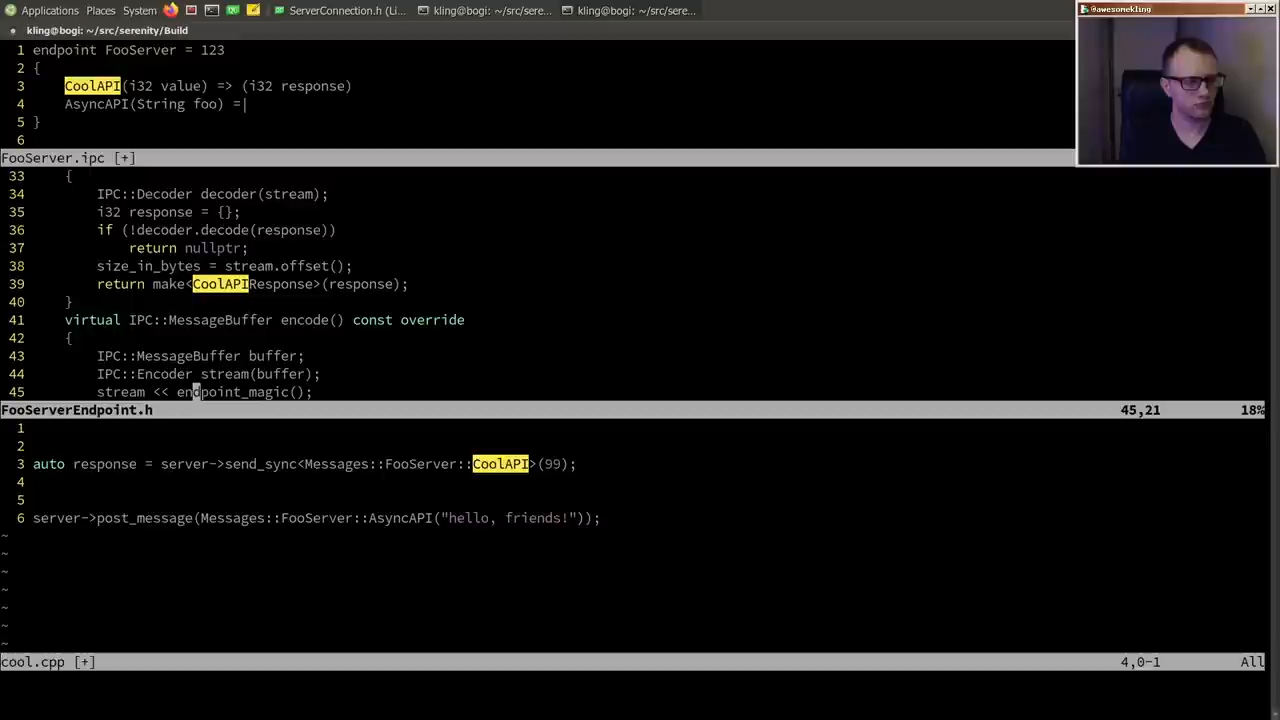 Applications Places System ServerConnection.h (Li... kling@bogi: ~/src/sere... kling@bogi: ~/src/sere...
@awesomekling
kling@bogi: ~/src/serenity/Build
1 endpoint FooServer = 123
2 {
3 CoolAPI(i32 value) => (i32 response)
4 AsyncAPI(String foo) =|
5 }
6
FooServer.ipc [+]
33 {
34 IPC::Decoder decoder(stream);
35 i32 response = {};
36 if (!decoder.decode(response))
37 return nullptr;
38 size_in_bytes = stream.offset();
39 return make<CoolAPIResponse>(response);
40 }
41 virtual IPC::MessageBuffer encode() const override
42 {
43 IPC::MessageBuffer buffer;
44 IPC::Encoder stream(buffer);
45 stream << endpoint_magic();
FooServerEndpoint.h 45,21 18%
1
2
3 auto response = server->send_sync<Messages::FooServer::CoolAPI>(99);
4
5
6 server->post_message(Messages::FooServer::AsyncAPI("hello, friends!"));
~
~
~
~
~
~
~
cool.cpp [+] 4,0-1 All